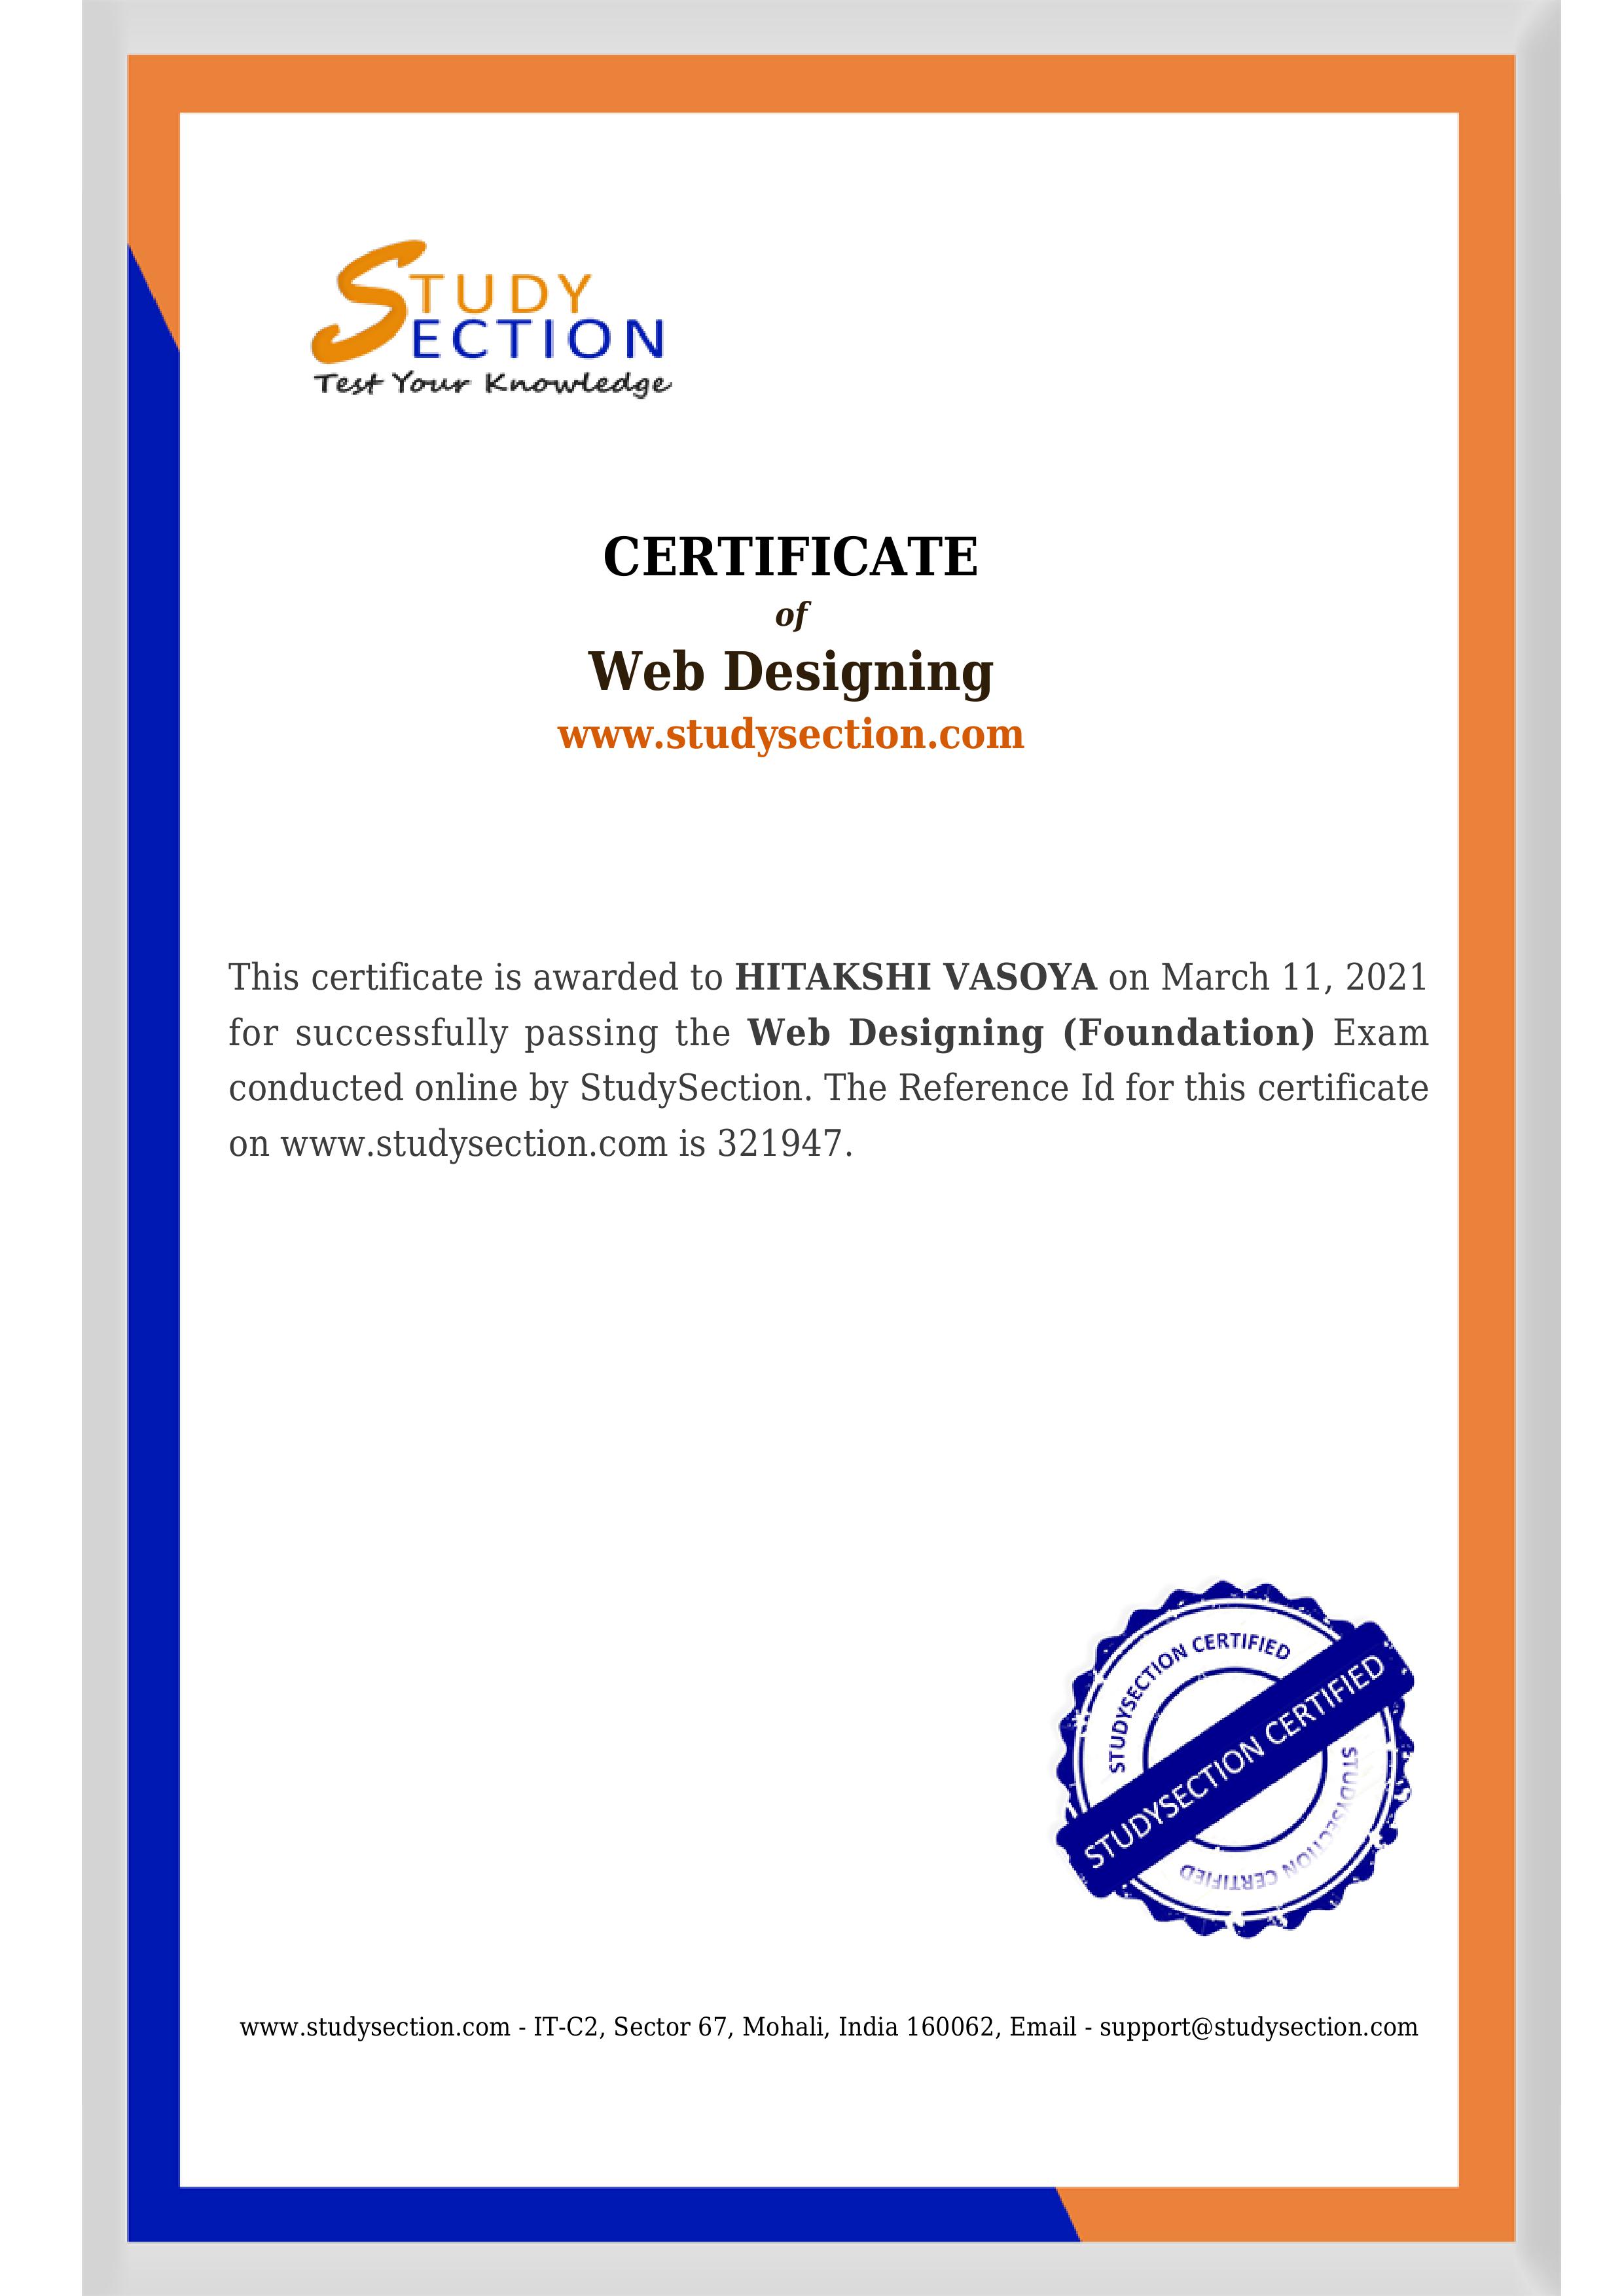 STUDY
SECTION
Test Your Knowledge
CERTIFICATE
of
Web Designing
www.studysection.com
This certificate is awarded to HITAKSHI VASOYA on March 11, 2021
for successfully passing the Web Designing (Foundation) Exam
conducted online by StudySection. The Reference Id for this certificate
on www.studysection.com is 321947.
STUDYSECTION CERTIFIED
STUDYSECTION CERTIFIED
STUDYSECTION CERTIFIED
www.studysection.com - IT-C2, Sector 67, Mohali, India 160062, Email - support@studysection.com